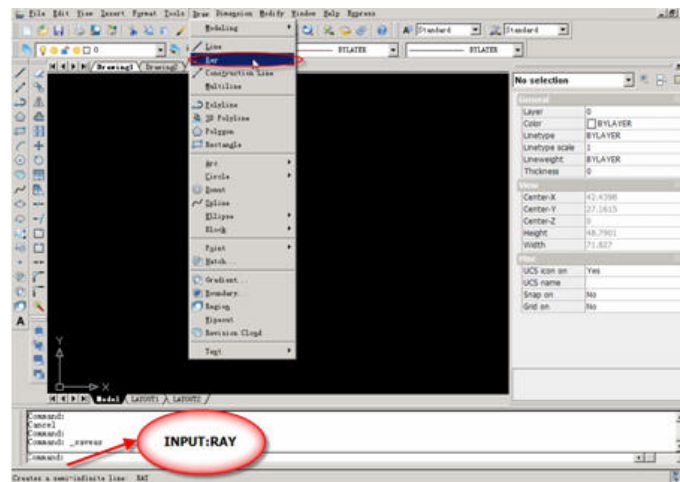 File Edit View Insert Format Tools Draw Dimension Modify Window Help Express
Standard Standard
0 BYLAYER BYLAYER
Drawing1 Drawing2
Modeling
Line
Ray
Construction Line
Multiline
Polyline
3D Polyline
Polygon
Rectangle
Arc
Circle
Donut
Spline
Ellipse
Block
Point
Hatch...
Gradient...
Boundary...
Region
Wipeout
Revision Cloud
Text
No selection
General
Layer 0
Color BYLAYER
Linetype BYLAYER
Linetype scale 1
Lineweight BYLAYER
Thickness 0
View
Center-X 42.4398
Center-Y 27.1615
Center-Z 0
Height 48.7901
Width 71.827
Misc
UCS icon on Yes
UCS name
Snap on No
Grid on No
Y
X
A
Model LAYOUT1 LAYOUT2
Command:
Cancel
Command:
Command: _saveas
Command:
INPUT:RAY
Creates a semi-infinite line: RAY